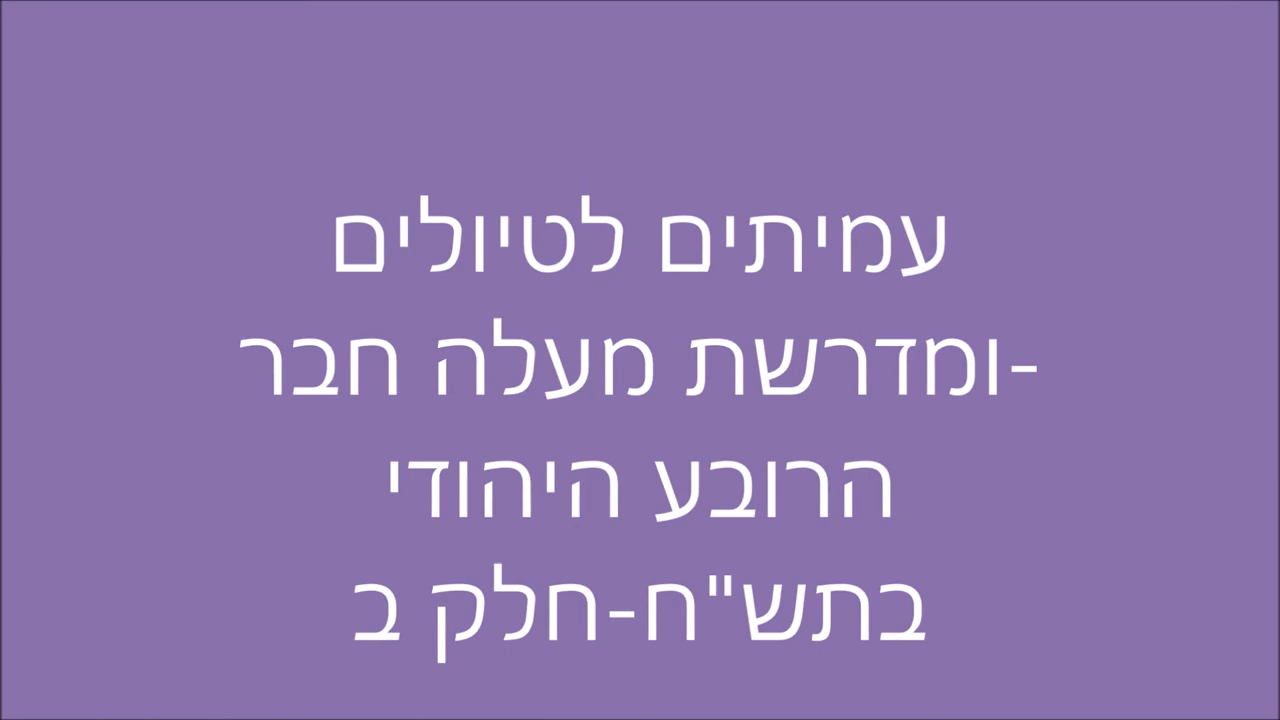 עמיתים לטיולים
-ומדרשת מעלה חבר
הרובע היהודי
בתש"ח-חלק ב